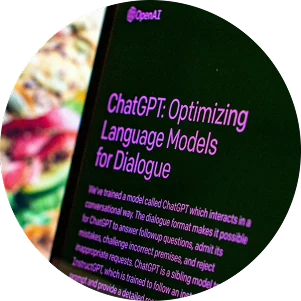 OpenAI
ChatGPT: Optimizing
Language Models
for Dialogue
We've trained a model called ChatGPT which interacts in a
conversational way. The dialogue format makes it possible
for ChatGPT to answer followup questions, admit its
mistakes, challenge incorrect premises, and reject
inappropriate requests. ChatGPT is a sibling model
InstructGPT, which is trained to follow an
and provide a detailed